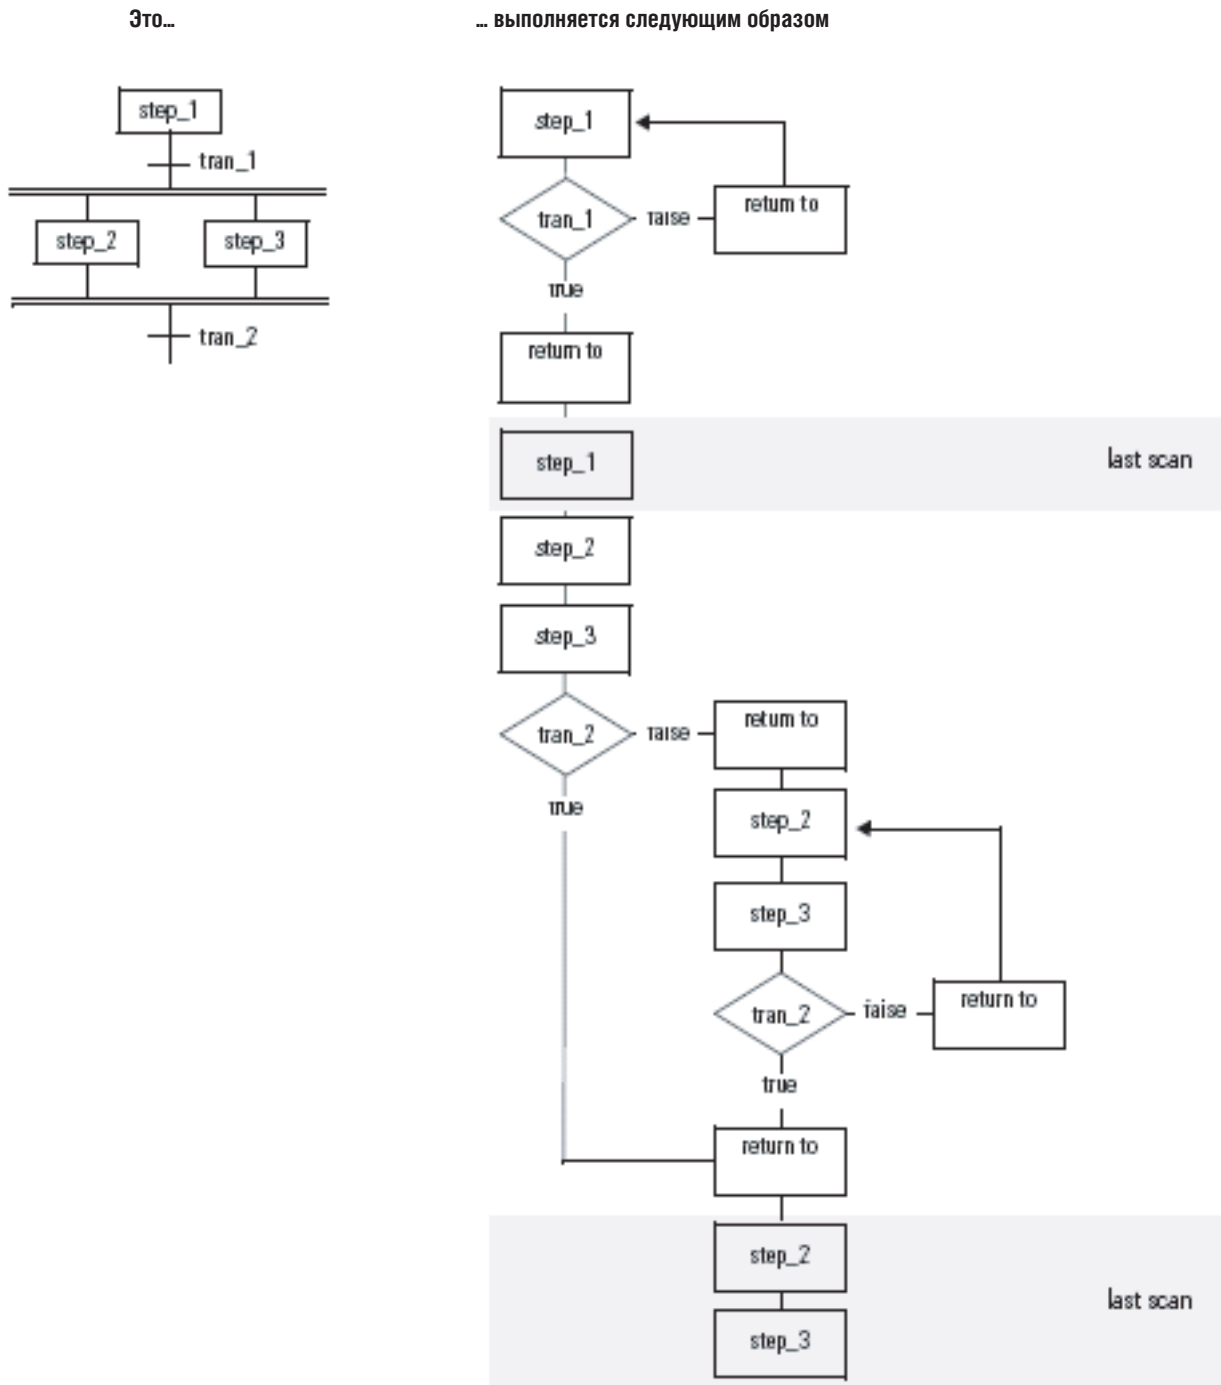 Это...
... выполняется следующим образом
step_1
tran_1
step_2
step_3
tran_2
step_1
tran_1
false
return to
true
return to
step_1
last scan
step_2
step_3
tran_2
false
return to
true
step_2
step_3
tran_2
false
return to
true
return to
step_2
last scan
step_3